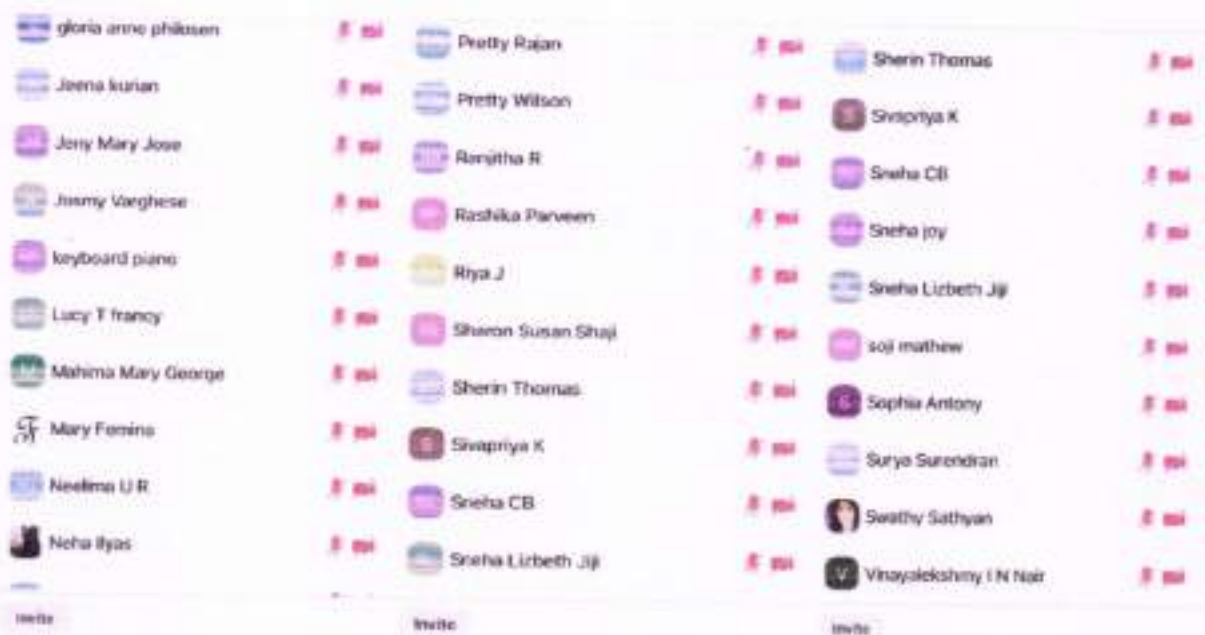 gloria anne philosen
Jeena kurian
Jeny Mary Jose
Josmy Varghese
keyboard piano
Lucy T francy
Mahima Mary George
Mary Femina
Neelima U R
Neha Ilyas
Invite
Pretty Rajan
Pretty Wilson
Ranjitha R
Rashika Parveen
Riya J
Sharon Susan Shaji
Sherin Thomas
S
Sivapriya K
Sneha CB
Sneha Lizbeth Jiji
Invite
Sherin Thomas
S
Sivapriya K
Sneha CB
Sneha joy
Sneha Lizbeth Jiji
soji mathew
S
Sophia Antony
Surya Surendran
Swathy Sathyan
V
Vinayalekshmy I N Nair
Invite